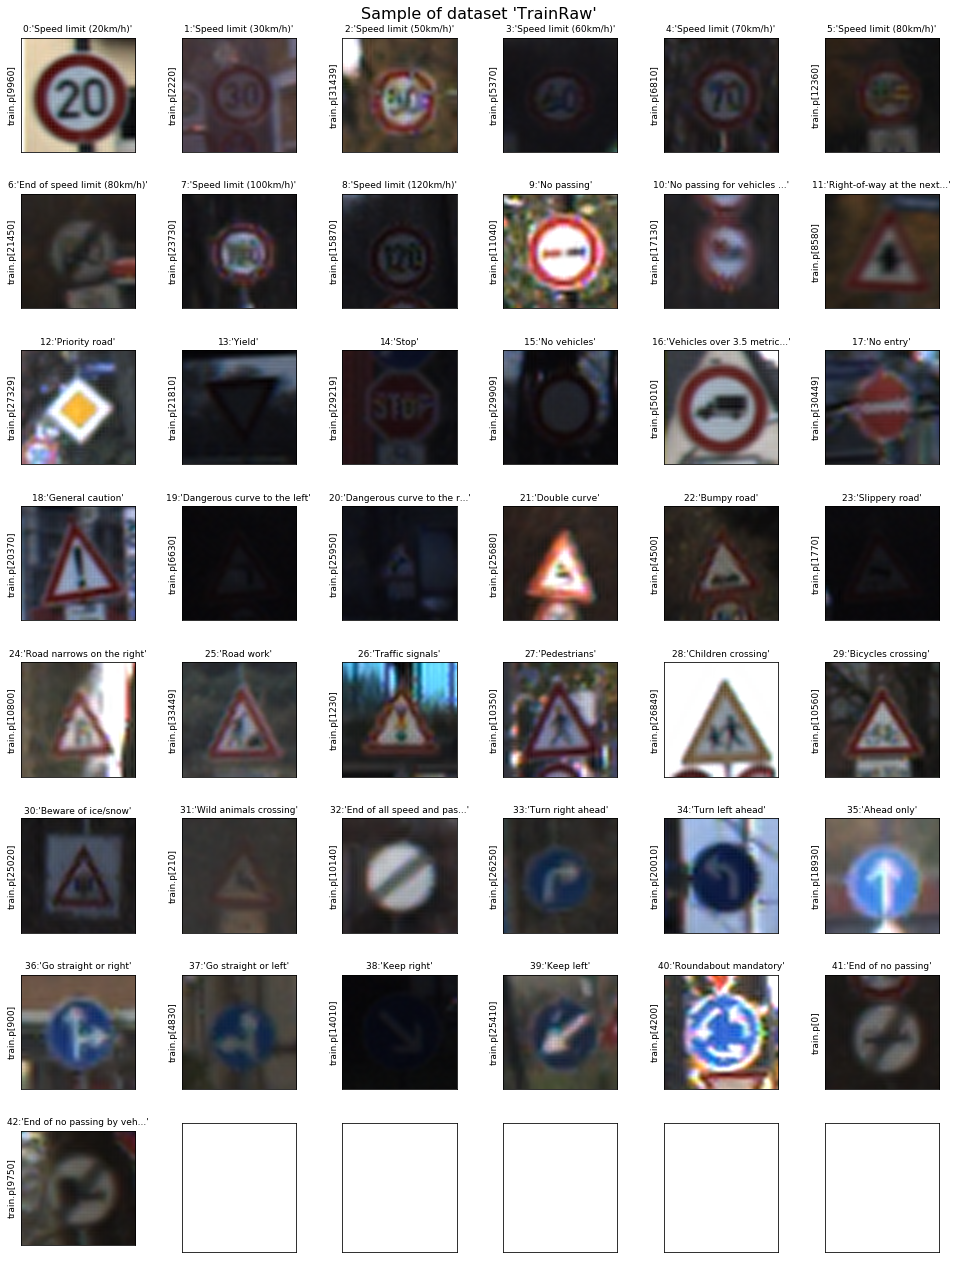 Sample of dataset 'TrainRaw'
0:'Speed limit (20km/h)'
1:'Speed limit (30km/h)'
2:'Speed limit (50km/h)'
3:'Speed limit (60km/h)'
4:'Speed limit (70km/h)'
5:'Speed limit (80km/h)'
train.p[9960]
20
train.p[2220]
train.p[31439]
train.p[5370]
train.p[6810]
70
train.p[12360]
6:'End of speed limit (80km/h)'
7:'Speed limit (100km/h)'
8:'Speed limit (120km/h)'
9:'No passing'
10:'No passing for vehicles ...'
11:'Right-of-way at the next...'
train.p[21450]
train.p[23730]
train.p[15870]
120
train.p[11040]
train.p[17130]
train.p[8580]
12:'Priority road'
13:'Yield'
14:'Stop'
15:'No vehicles'
16:'Vehicles over 3.5 metric...'
17:'No entry'
train.p[27329]
train.p[21810]
train.p[29219]
STOP
train.p[29909]
train.p[5010]
train.p[30449]
18:'General caution'
19:'Dangerous curve to the left'
20:'Dangerous curve to the r...'
21:'Double curve'
22:'Bumpy road'
23:'Slippery road'
train.p[20370]
train.p[6630]
train.p[25950]
train.p[25680]
train.p[4500]
train.p[1770]
24:'Road narrows on the right'
25:'Road work'
26:'Traffic signals'
27:'Pedestrians'
28:'Children crossing'
29:'Bicycles crossing'
train.p[10800]
train.p[33449]
train.p[1230]
train.p[10350]
train.p[26849]
train.p[10560]
30:'Beware of ice/snow'
31:'Wild animals crossing'
32:'End of all speed and pas...'
33:'Turn right ahead'
34:'Turn left ahead'
35:'Ahead only'
train.p[25020]
train.p[210]
train.p[10140]
train.p[26250]
train.p[20010]
train.p[18930]
36:'Go straight or right'
37:'Go straight or left'
38:'Keep right'
39:'Keep left'
40:'Roundabout mandatory'
41:'End of no passing'
train.p[900]
train.p[4830]
train.p[14010]
train.p[25410]
train.p[4200]
train.p[0]
42:'End of no passing by veh...'
train.p[9750]